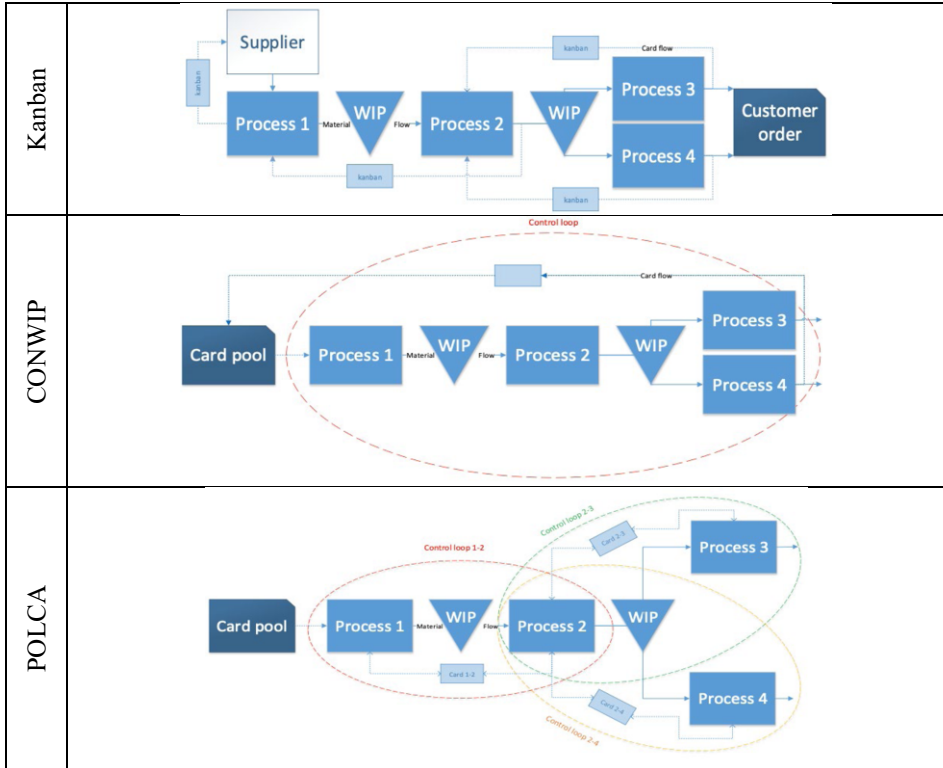 Kanban
Supplier
kanban
kanban
Card flow
Process 1
Material
WIP
Flow
Process 2
WIP
Process 3
Process 4
Customer
order
kanban
kanban
CONWIP
Control loop
Card flow
Card pool
Process 1
Material
WIP
Flow
Process 2
WIP
Process 3
Process 4
POLCA
Control loop 2-3
Card 2-3
Process 3
Control loop 1-2
Card pool
Process 1
Material
WIP
Flow
Process 2
WIP
Card 1-2
Card 2-4
Process 4
Control loop 2-4